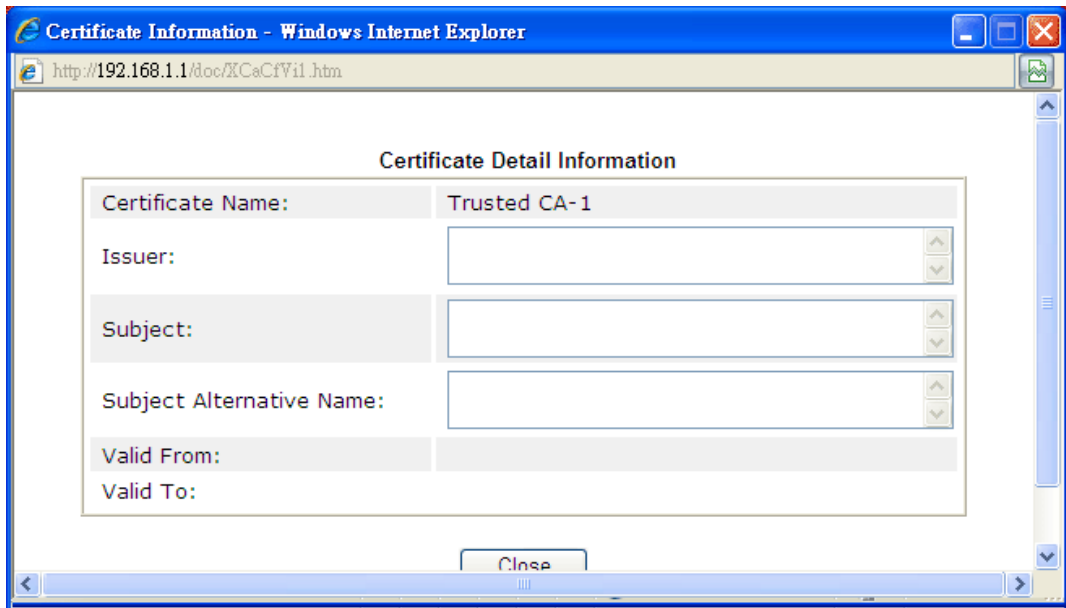 Certificate Information - Windows Internet Explorer
http://192.168.1.1/doc/XCaCfVi1.htm
Certificate Detail Information
Certificate Name: Trusted CA-1
Issuer:
Subject:
Subject Alternative Name:
Valid From:
Valid To:
Close